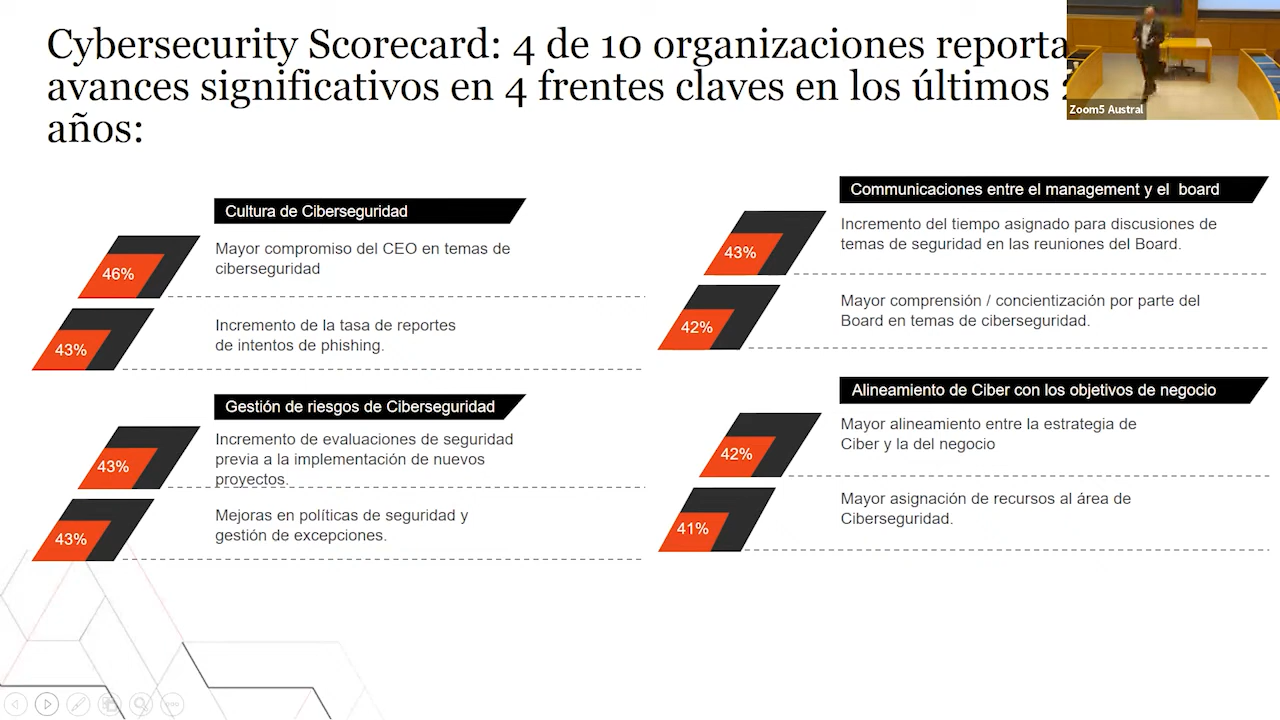 Cybersecurity Scorecard: 4 de 10 organizaciones reporta
avances significativos en 4 frentes claves en los últimos
años:
Zoom5 Austral
Cultura de Ciberseguridad
46%
Mayor compromiso del CEO en temas de
ciberseguridad
43%
Incremento de la tasa de reportes
de intentos de phishing.
Gestión de riesgos de Ciberseguridad
43%
Incremento de evaluaciones de seguridad
previa a la implementación de nuevos
proyectos.
43%
Mejoras en políticas de seguridad y
gestión de excepciones.
Communicaciones entre el management y el board
43%
Incremento del tiempo asignado para discusiones de
temas de seguridad en las reuniones del Board.
42%
Mayor comprensión / concientización por parte del
Board en temas de ciberseguridad.
Alineamiento de Ciber con los objetivos de negocio
42%
Mayor alineamiento entre la estrategia de
Ciber y la del negocio
41%
Mayor asignación de recursos al área de
Ciberseguridad.